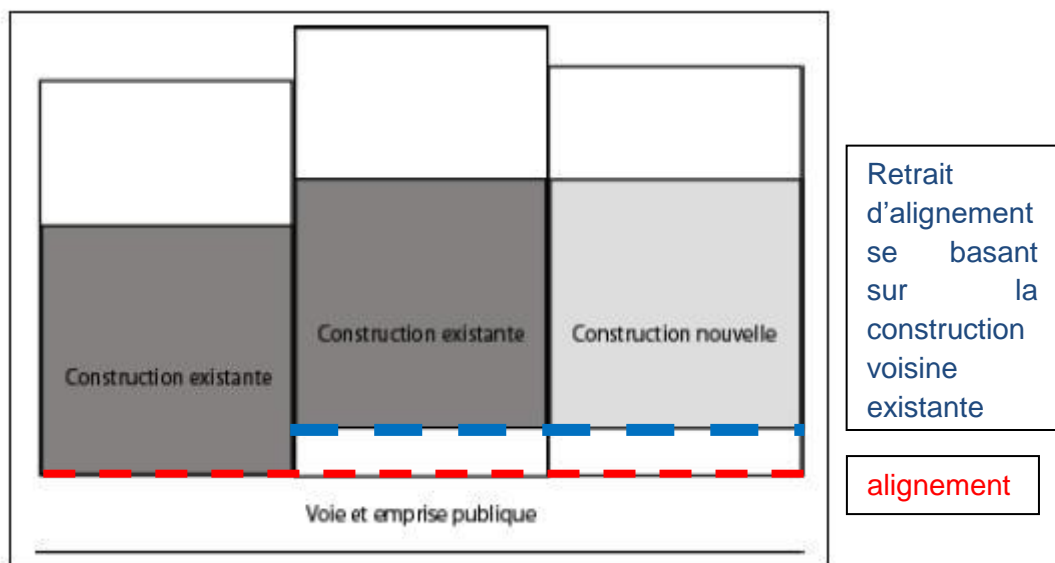 Construction existante
Construction existante
Construction nouvelle
Voie et emprise publique
Retrait
d'alignement
se basant
sur la
construction
voisine
existante
alignement